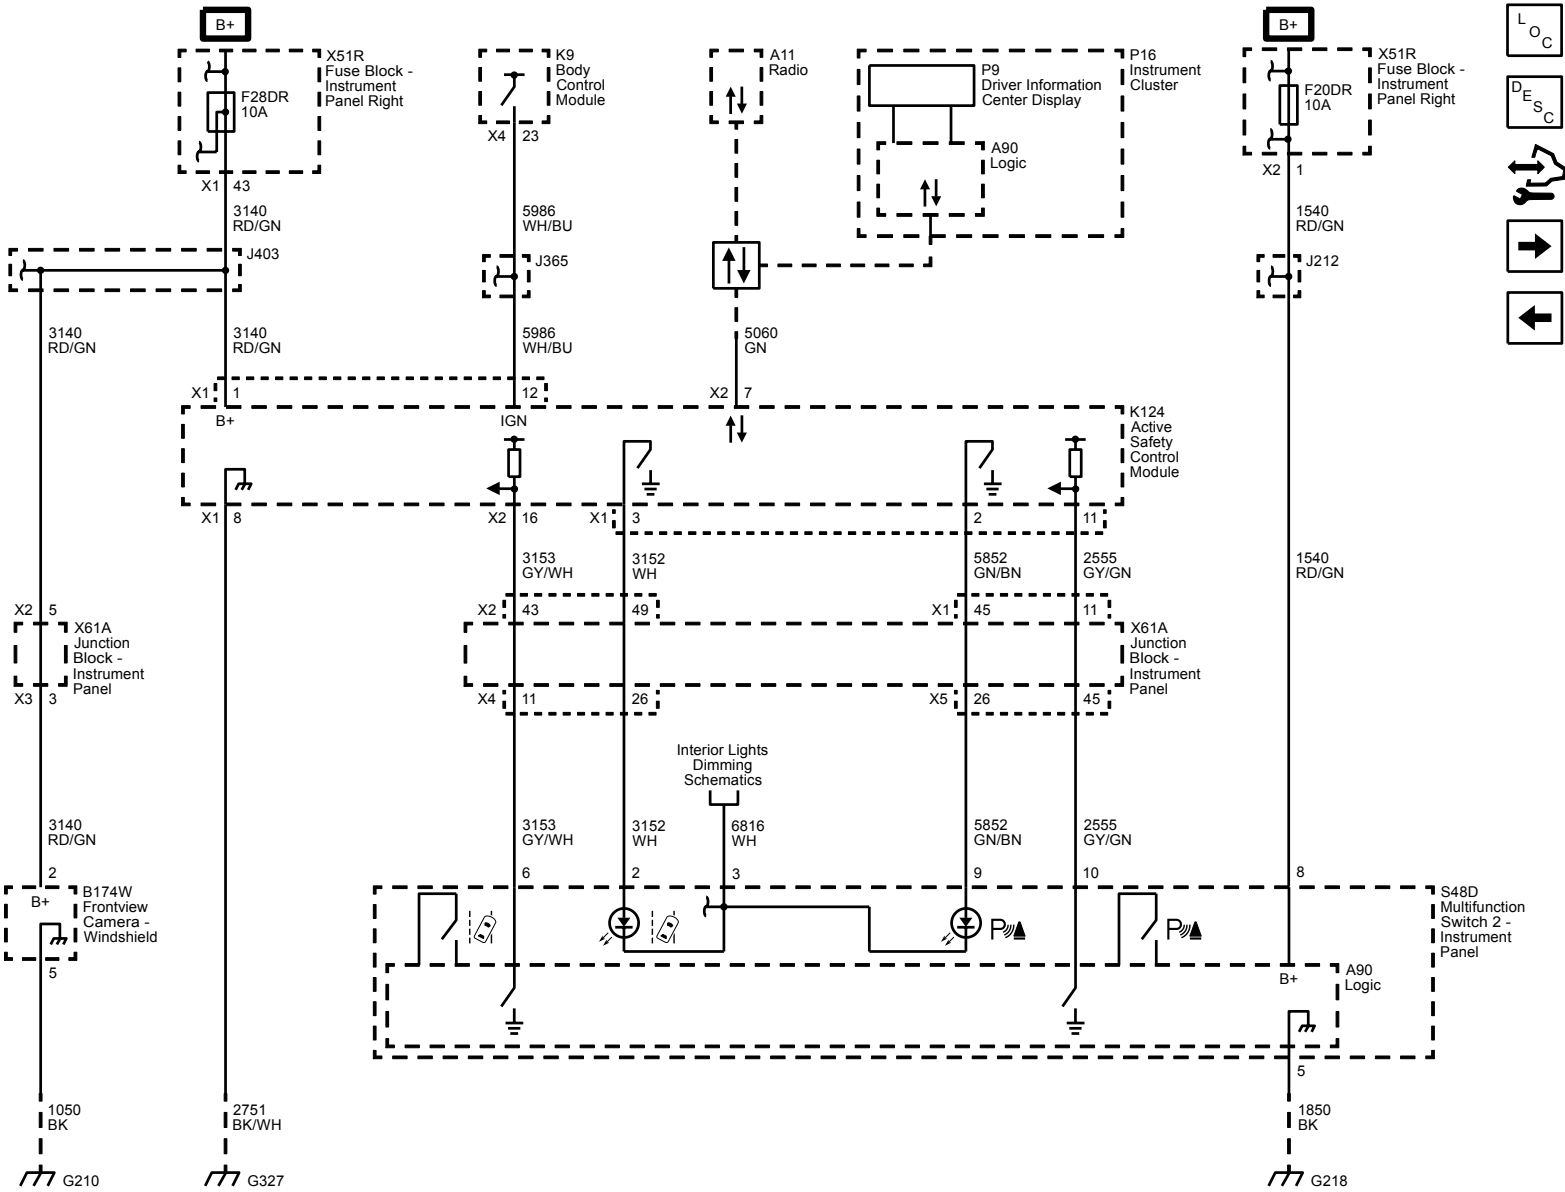 B+
X51R
Fuse Block -
Instrument
Panel Right
F28DR
10A
X1 43
3140
RD/GN
K9
Body
Control
Module
X4 23
5986
WH/BU
A11
Radio
P16
Instrument
Cluster
P9
Driver Information
Center Display
A90
Logic
B+
X51R
Fuse Block -
Instrument
Panel Right
F20DR
10A
X2 1
1540
RD/GN
L
O
C
D
E
S
C
J403
J365
J212
3140
RD/GN
3140
RD/GN
5986
WH/BU
5060
GN
X1 1
12
X2 7
B+
IGN
K124
Active
Safety
Control
Module
X1 8
X2 16
X1 3
2
11
3153
GY/WH
3152
WH
5852
GN/BN
2555
GY/GN
1540
RD/GN
X2 5
X61A
Junction
Block -
Instrument
Panel
X3 3
X2 43
49
X1 45
11
X61A
Junction
Block -
Instrument
Panel
X4 11
26
X5 26
45
Interior Lights
Dimming
Schematics
3140
RD/GN
3153
GY/WH
3152
WH
6816
WH
5852
GN/BN
2555
GY/GN
2
6
2
3
9
10
8
B+
B174W
Frontview
Camera -
Windshield
5
P
P
S48D
Multifunction
Switch 2 -
Instrument
Panel
B+
A90
Logic
5
1050
BK
2751
BK/WH
1850
BK
G210
G327
G218